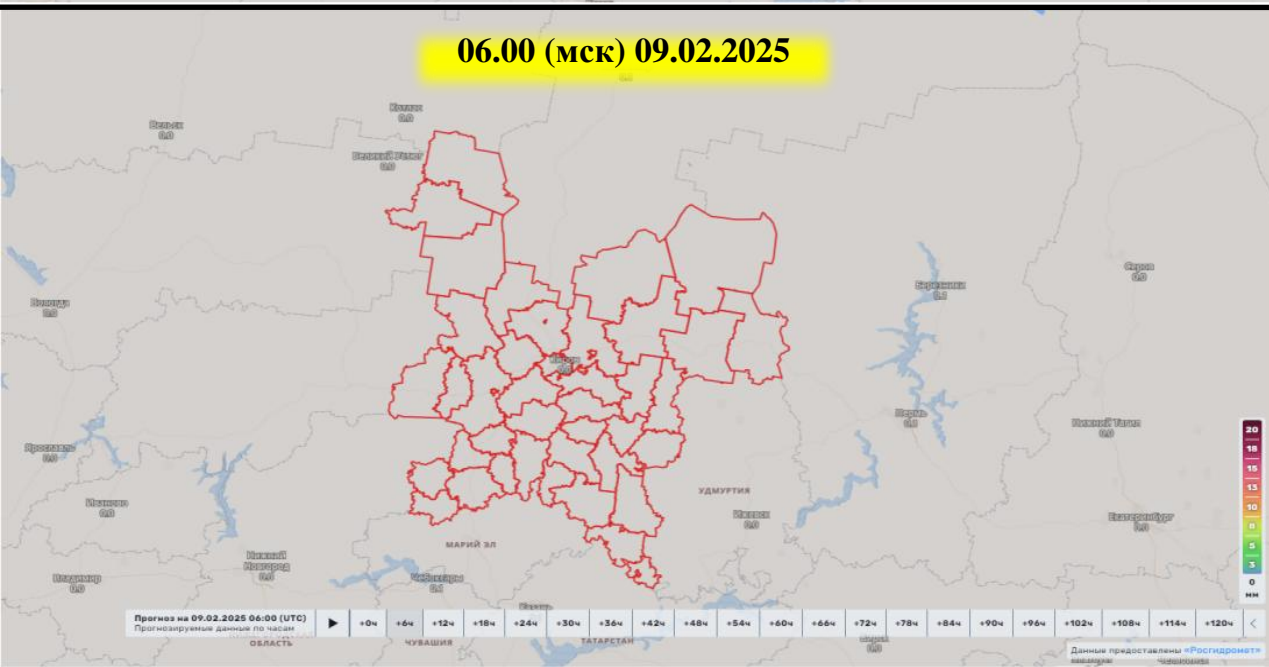 06.00 (мск) 09.02.2025
Котлас
0.0
Вельск
0.0
Великий Устюг
0.0
Серов
0.0
Березники
0.1
Вологда
0.0
Киров
Пермь
Нижний Тагил
0.0
Ярославль
0.0
УДМУРТИЯ
Иваново
0.0
Ижевск
0.0
Екатеринбург
0.0
МАРИЙ ЭЛ
Нижний
Новгород
0.0
Владимир
0.0
Чебоксары
0.1
Казань
20
18
15
13
10
8
5
3
0
мм
Прогноз на 09.02.2025 06:00 (UTC)
Прогнозируемые данные по часам
+0ч +6ч +12ч +18ч +24ч +30ч +36ч +42ч +48ч +54ч +60ч +66ч +72ч +78ч +84ч +90ч +96ч +102ч +108ч +114ч +120ч
ОБЛАСТЬ
ЧУВАШИЯ
ТАТАРСТАН
0.0
Данные предоставлены «Росгидромет»